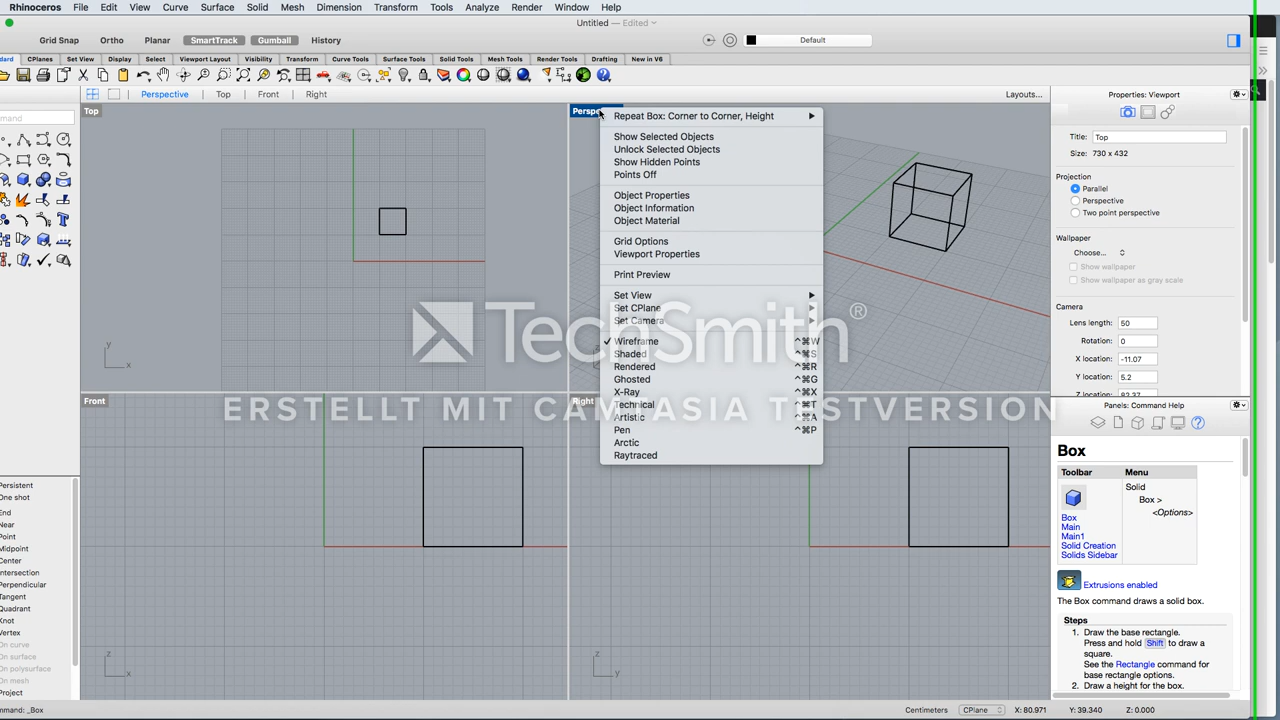 Rhinoceros File Edit View Curve Surface Solid Mesh Dimension Transform Tools Analyze Render Window Help
Untitled — Edited
Grid Snap Ortho Planar SmartTrack Gumball History Default
dard CPlanes Set View Display Select Viewport Layout Visibility Transform Curve Tools Surface Tools Solid Tools Mesh Tools Render Tools Drafting New in V6
mand
Perspective Top Front Right Layouts...
Top
Perspe
Repeat Box: Corner to Corner, Height
Show Selected Objects
Unlock Selected Objects
Show Hidden Points
Points Off
Object Properties
Object Information
Object Material
Grid Options
Viewport Properties
Print Preview
Set View
Set CPlane
Set Camera
✓ Wireframe ⌃⌘W
Shaded ⌃⌘S
Rendered ⌃⌘R
Ghosted ⌃⌘G
X-Ray ⌃⌘X
Technical ⌃⌘T
Artistic ⌃⌘A
Pen ⌃⌘P
Arctic
Raytraced
y
x
TechSmith®
ERSTELLT MIT CAMTASIA TESTVERSION
Front
Right
z
x
z
y
Properties: Viewport
Title: Top
Size: 730 x 432
Projection
Parallel
Perspective
Two point perspective
Wallpaper
Choose...
Show wallpaper
Show wallpaper as gray scale
Camera
Lens length: 50
Rotation: 0
X location: -11.07
Y location: 5.2
Panels: Command Help
Box
Toolbar Menu
Box
Main
Main1
Solid Creation
Solids Sidebar
Solid
Box >
<Options>
Extrusions enabled
The Box command draws a solid box.
Steps
1. Draw the base rectangle.
Press and hold Shift to draw a
square.
See the Rectangle command for
base rectangle options.
2. Draw a height for the box.
Persistent
One shot
End
Near
Point
Midpoint
Center
ntersection
Perpendicular
Tangent
Quadrant
Knot
Vertex
On curve
On surface
On polysurface
On mesh
Project
mmand: _Box
Centimeters CPlane X: 80.971 Y: 39.340 Z: 0.000